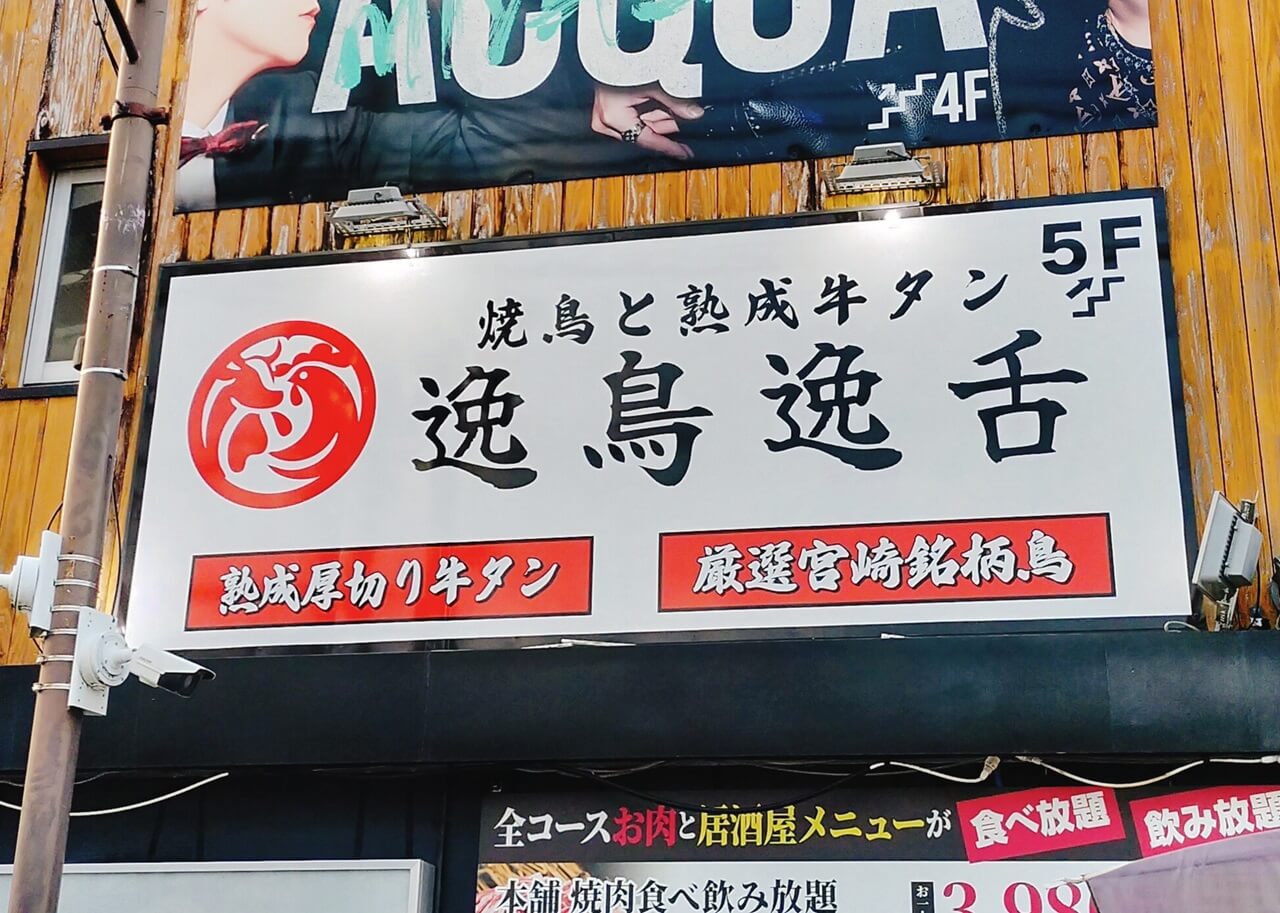 ACQUA
4F
5F
焼鳥と熟成牛タン
逸鳥逸舌
熟成厚切り牛タン
厳選宮崎銘柄鳥
全コースお肉と居酒屋メニューが 食べ放題 飲み放題
本舗 焼肉食べ飲み放題 3,98